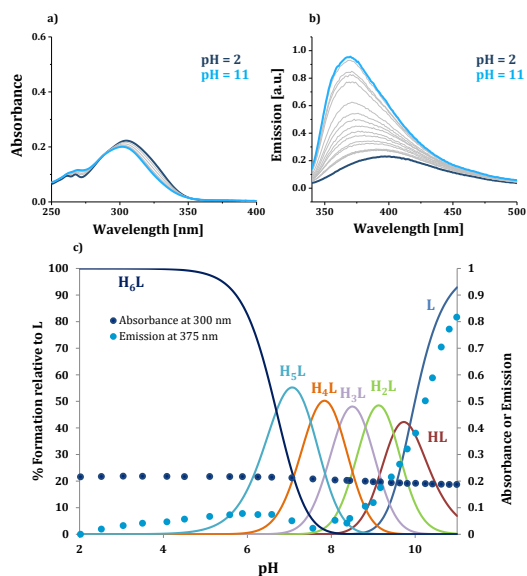 a)
b)
pH = 2
pH = 11
pH = 2
pH = 11
Absorbance
0.6
0.4
0.2
0.0
250
300
350
400
Wavelength [nm]
Emission [a.u.]
1.0
0.8
0.6
0.4
0.2
0.0
350
400
450
500
Wavelength [nm]
c)
% Formation relative to L
100
90
80
70
60
50
40
30
20
10
0
H₆L
Absorbance at 300 nm
Emission at 375 nm
H₅L
H₄L
H₃L
H₂L
HL
L
1
0.9
0.8
0.7
0.6
0.5
0.4
0.3
0.2
0.1
0
Absorbance or Emission
2
4
6
8
10
pH